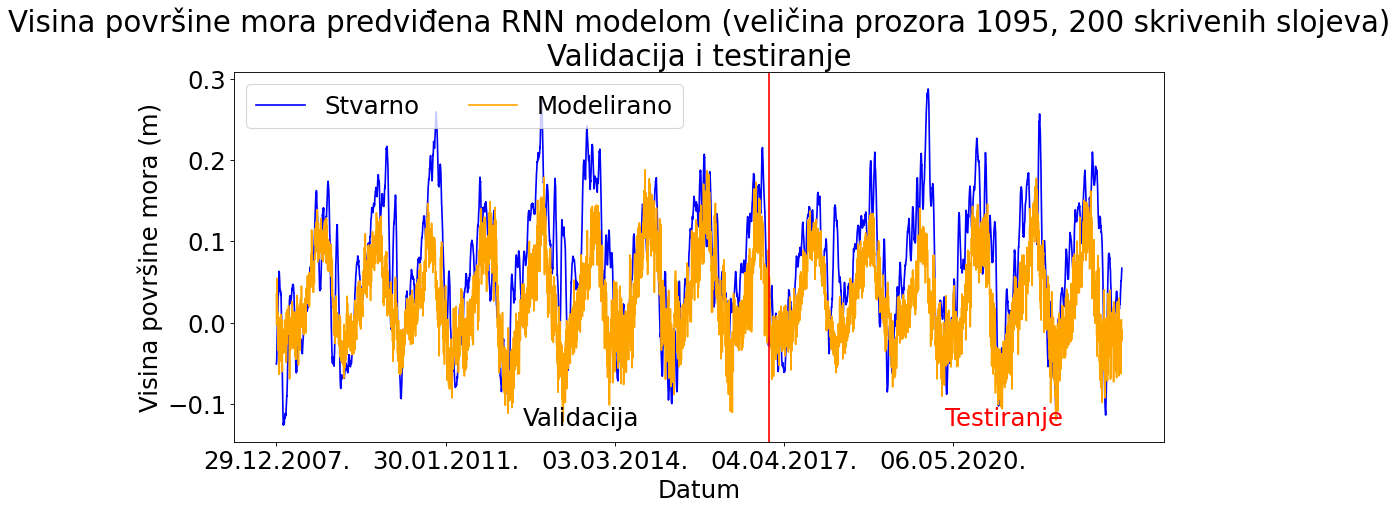 Visina površine mora predviđena RNN modelom (veličina prozora 1095, 200 skrivenih slojeva)
Validacija i testiranje
Stvarno
Modelirano
Visina površine mora (m)
0.3
0.2
0.1
0.0
−0.1
Validacija
Testiranje
29.12.2007.
30.01.2011.
03.03.2014.
04.04.2017.
06.05.2020.
Datum